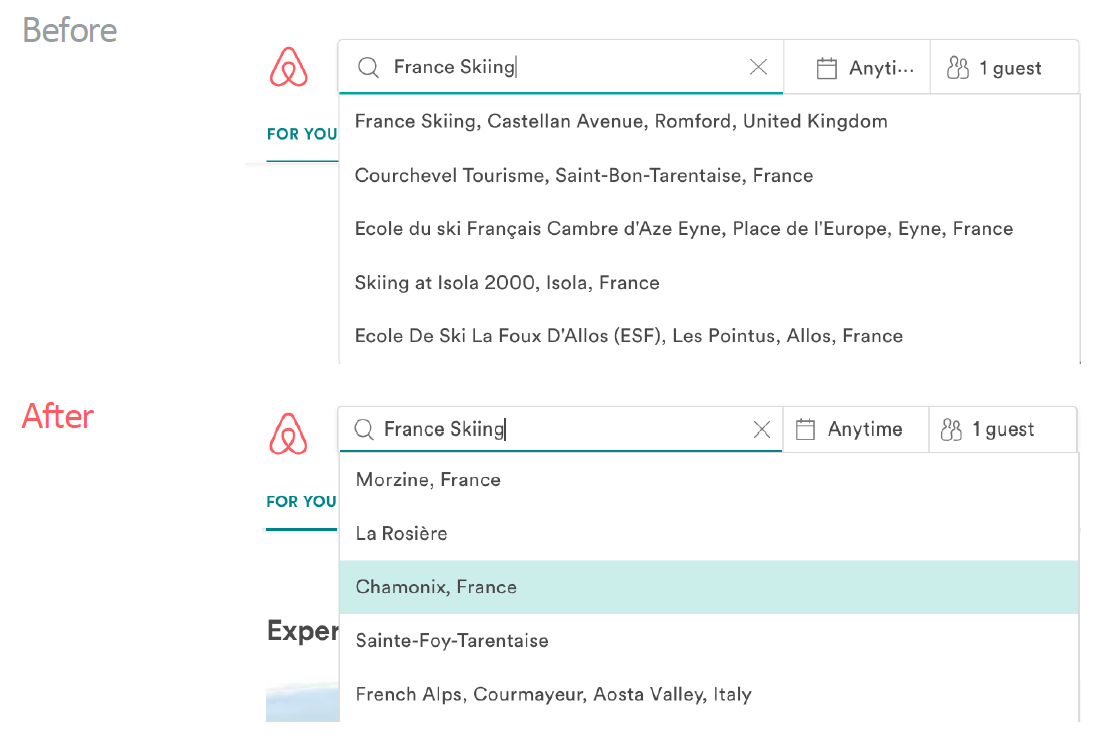 Before
France Skiing
Anyti···
1 guest
FOR YOU
France Skiing, Castellan Avenue, Romford, United Kingdom
Courchevel Tourisme, Saint-Bon-Tarentaise, France
Ecole du ski Français Cambre d'Aze Eyne, Place de l'Europe, Eyne, France
Skiing at Isola 2000, Isola, France
Ecole De Ski La Foux D'Allos (ESF), Les Pointus, Allos, France
After
France Skiing
Anytime
1 guest
FOR YOU
Morzine, France
La Rosière
Chamonix, France
Exper
Sainte-Foy-Tarentaise
French Alps, Courmayeur, Aosta Valley, Italy